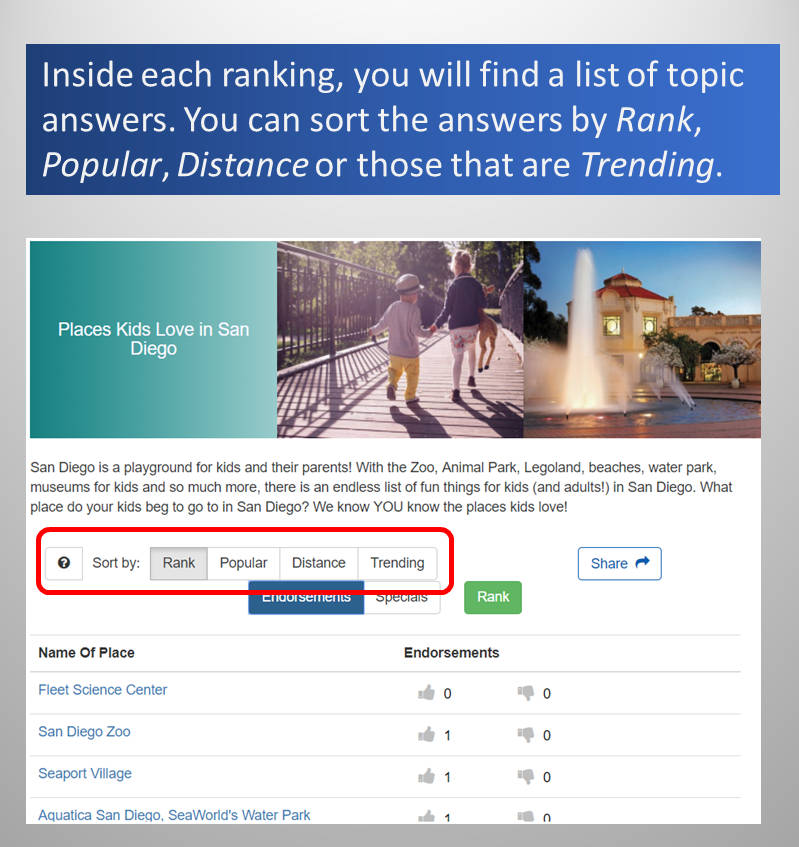 Inside each ranking, you will find a list of topic
answers. You can sort the answers by Rank,
Popular, Distance or those that are Trending.
Places Kids Love in San
Diego
San Diego is a playground for kids and their parents! With the Zoo, Animal Park, Legoland, beaches, water park,
museums for kids and so much more, there is an endless list of fun things for kids (and adults!) in San Diego. What
place do your kids beg to go to in San Diego? We know YOU know the places kids love!
? Sort by: Rank Popular Distance Trending Share
Endorsements Specials Rank
Name Of Place Endorsements
Fleet Science Center 0 0
San Diego Zoo 1 0
Seaport Village 1 0
Aquatica San Diego, SeaWorld's Water Park 1 0